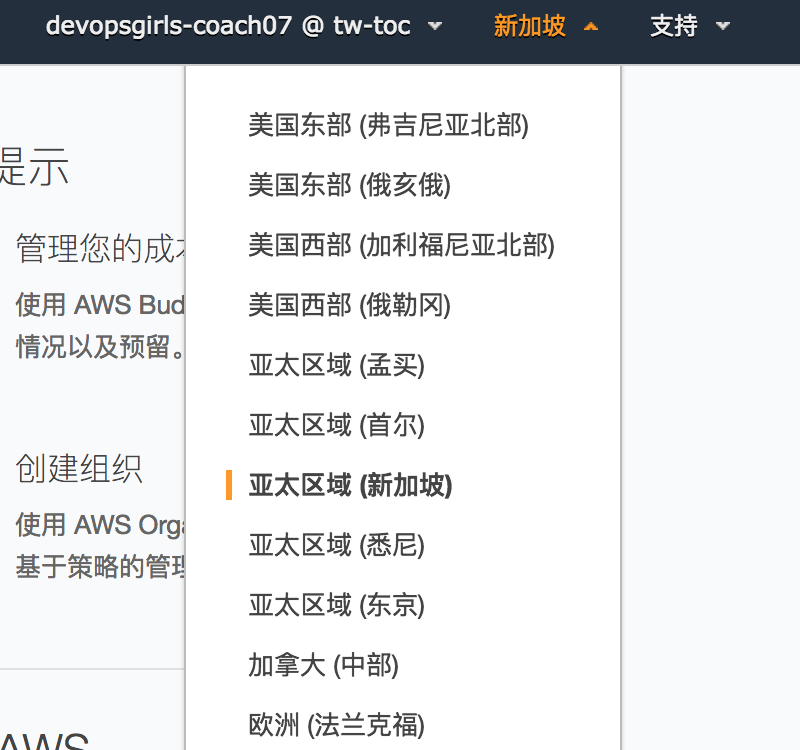 devopsgirls-coach07 @ tw-toc 新加坡 支持
提示
管理您的成本
使用 AWS Bud
情况以及预留。
创建组织
使用 AWS Orga
基于策略的管理
AWS
美国东部 (弗吉尼亚北部)
美国东部 (俄亥俄)
美国西部 (加利福尼亚北部)
美国西部 (俄勒冈)
亚太区域 (孟买)
亚太区域 (首尔)
亚太区域 (新加坡)
亚太区域 (悉尼)
亚太区域 (东京)
加拿大 (中部)
欧洲 (法兰克福)